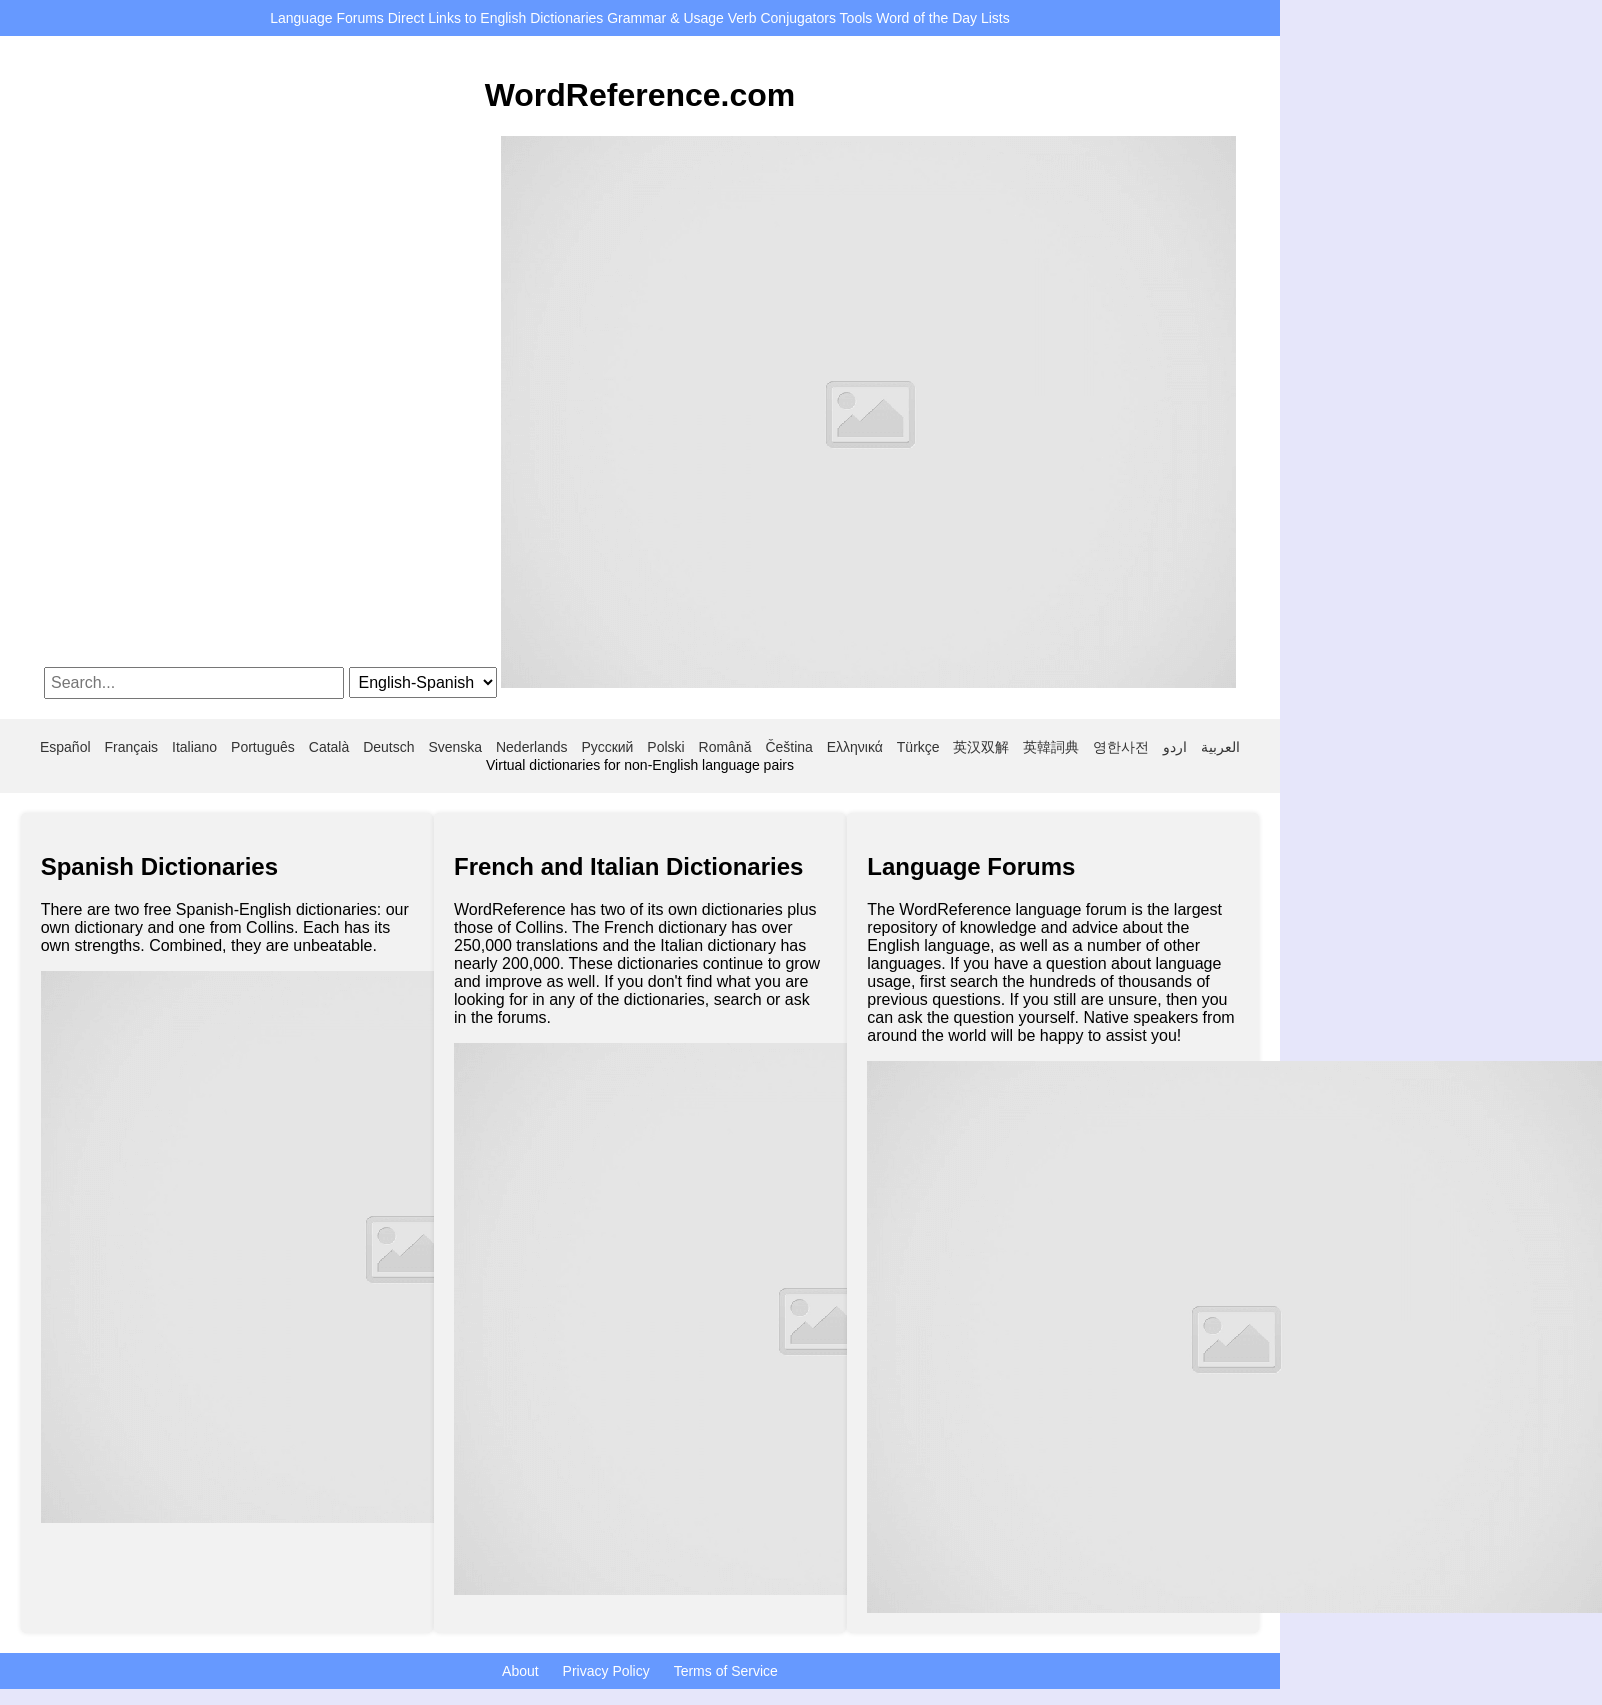 Language Forums Direct Links to English Dictionaries Grammar & Usage Verb Conjugators Tools Word of the Day Lists
WordReference.com
Search... English-Spanish
Español Français Italiano Português Català Deutsch Svenska Nederlands Русский Polski Română Čeština Ελληνικά Türkçe 英汉双解 英韓詞典 영한사전 اردو العربية
Virtual dictionaries for non-English language pairs
Spanish Dictionaries
There are two free Spanish-English dictionaries: our
own dictionary and one from Collins. Each has its
own strengths. Combined, they are unbeatable.
French and Italian Dictionaries
WordReference has two of its own dictionaries plus
those of Collins. The French dictionary has over
250,000 translations and the Italian dictionary has
nearly 200,000. These dictionaries continue to grow
and improve as well. If you don't find what you are
looking for in any of the dictionaries, search or ask
in the forums.
Language Forums
The WordReference language forum is the largest
repository of knowledge and advice about the
English language, as well as a number of other
languages. If you have a question about language
usage, first search the hundreds of thousands of
previous questions. If you still are unsure, then you
can ask the question yourself. Native speakers from
around the world will be happy to assist you!
About Privacy Policy Terms of Service